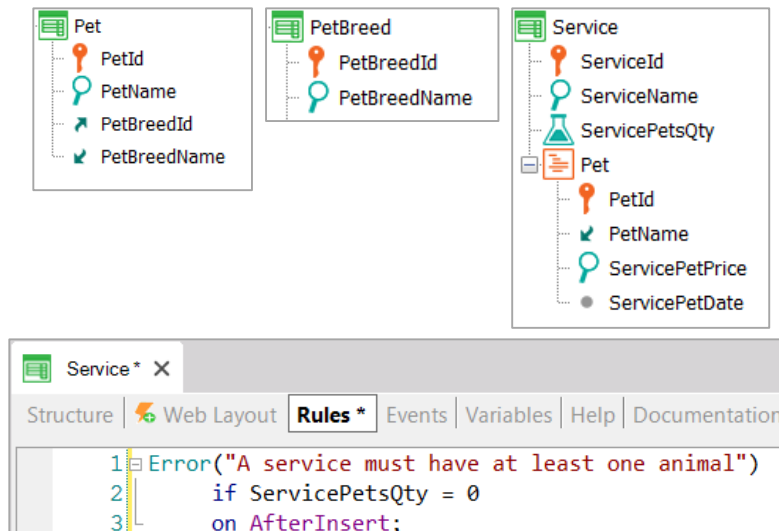 Pet
PetId
PetName
PetBreedId
PetBreedName
PetBreed
PetBreedId
PetBreedName
Service
ServiceId
ServiceName
ServicePetsQty
Pet
PetId
PetName
ServicePetPrice
ServicePetDate
Service* X
Structure Web Layout Rules * Events Variables Help Documentation
1 Error("A service must have at least one animal")
2 if ServicePetsQty = 0
3 on AfterInsert;